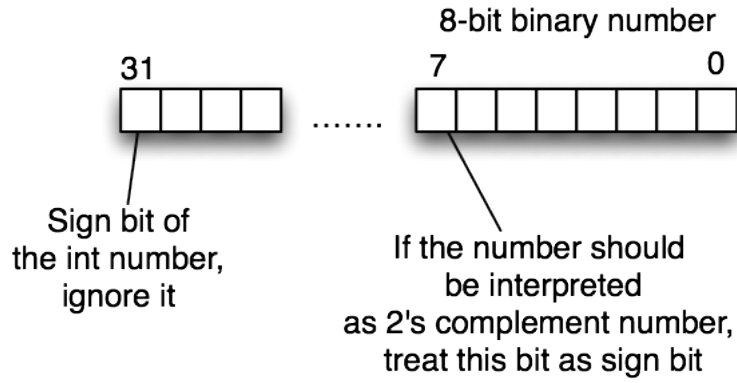 8-bit binary number
31
7
0
.......
Sign bit of
the int number,
ignore it
If the number should
be interpreted
as 2's complement number,
treat this bit as sign bit